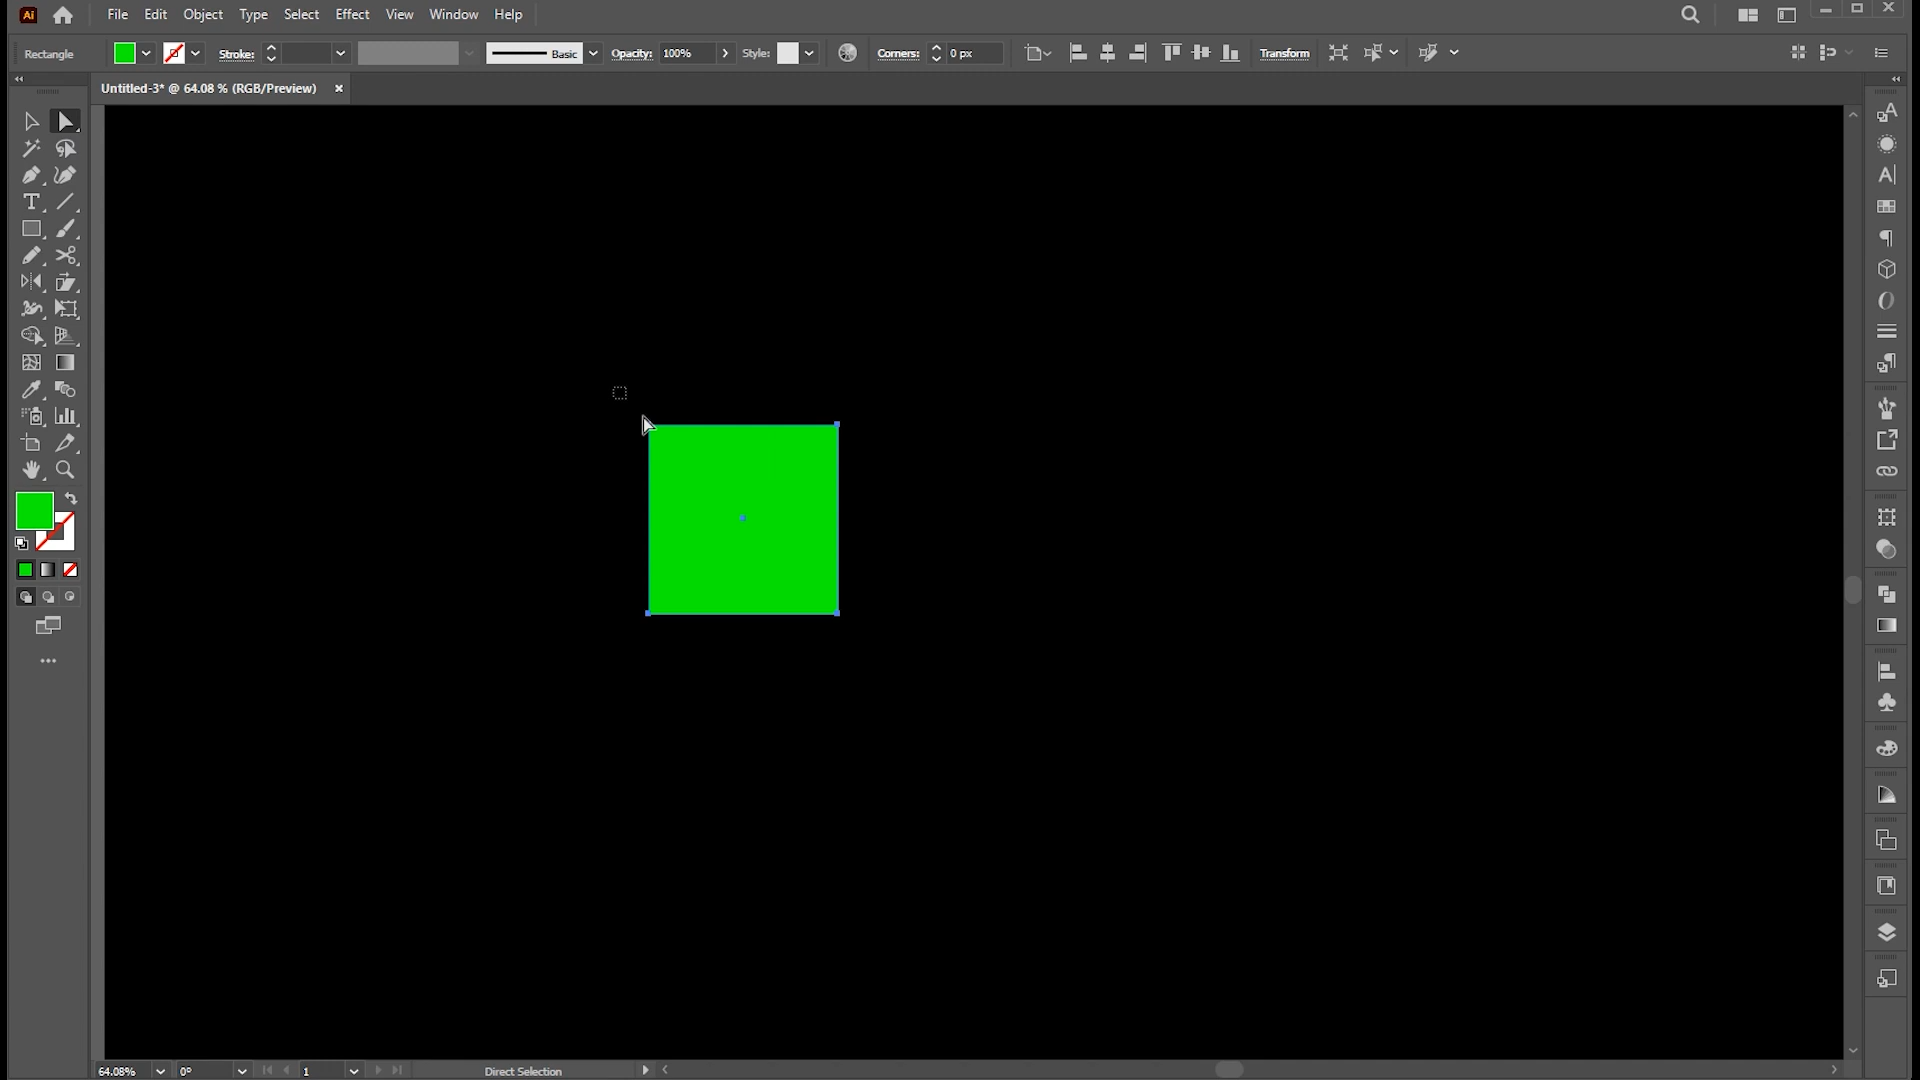 Ai File Edit Object Type Select Effect View Window Help
Rectangle Stroke: Basic Opacity: 100% Style: Corners: 0 px Transform
Untitled-3* @ 64.08 % (RGB/Preview) ×
64.08% 0° 1 Direct Selection